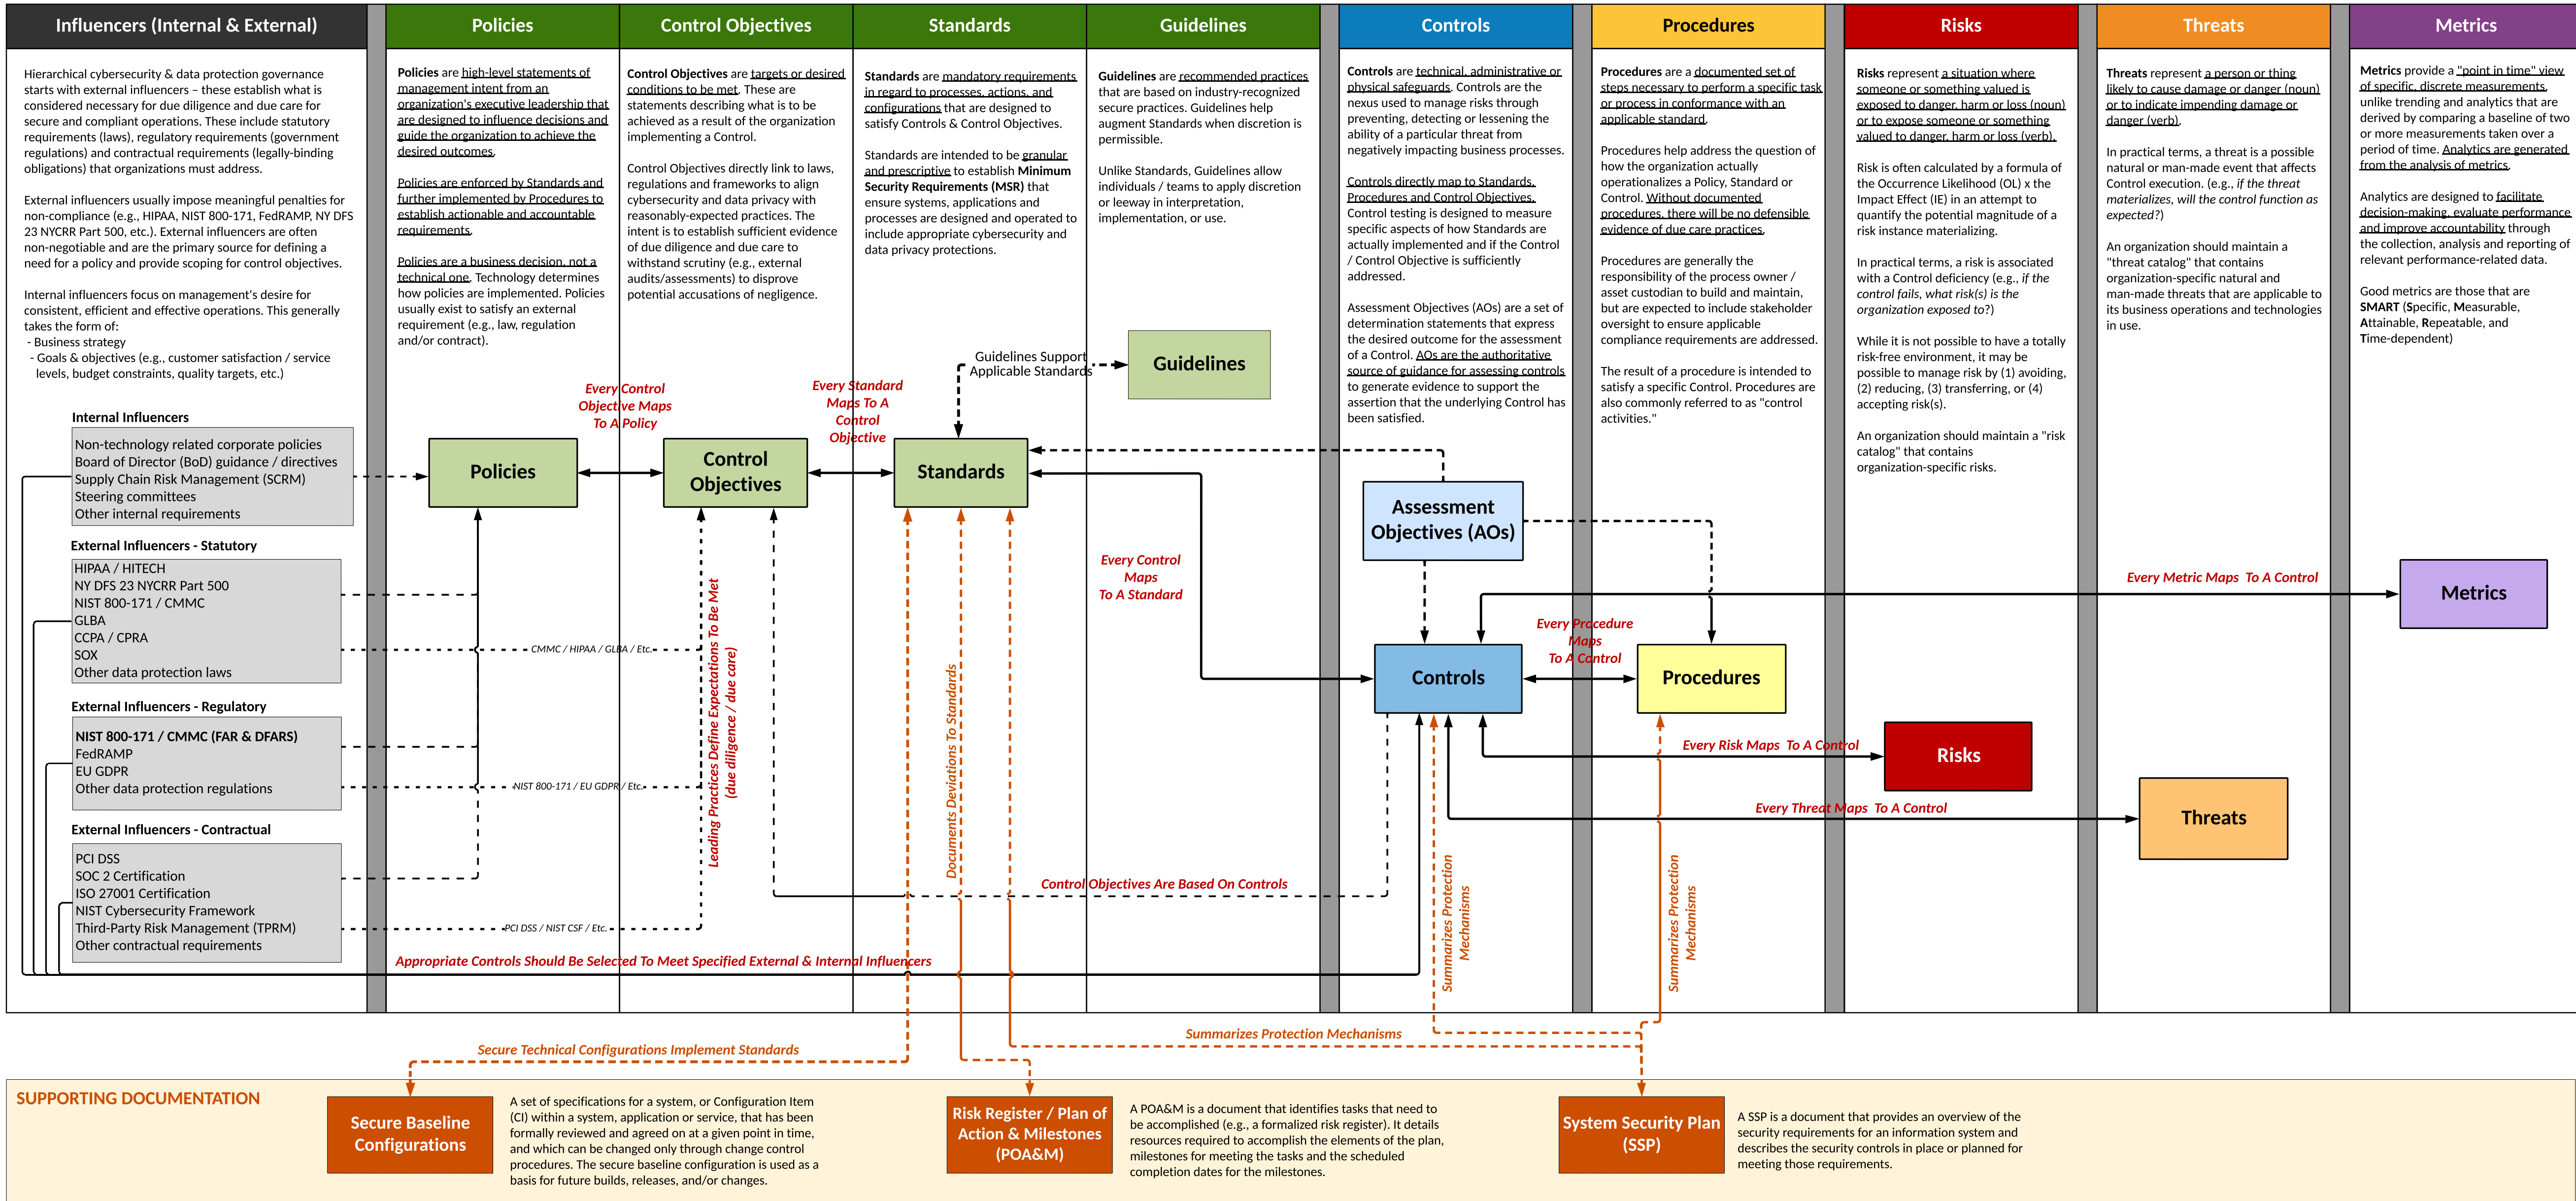 Influencers (Internal & External)
Hierarchical cybersecurity & data protection governance
starts with external influencers – these establish what is
considered necessary for due diligence and due care for
secure and compliant operations. These include statutory
requirements (laws), regulatory requirements (government
regulations) and contractual requirements (legally-binding
obligations) that organizations must address.
External influencers usually impose meaningful penalties for
non-compliance (e.g., HIPAA, NIST 800-171, FedRAMP, NY DFS
23 NYCRR Part 500, etc.). External influencers are often
non-negotiable and are the primary source for defining a
need for a policy and provide scoping for control objectives.
Internal influencers focus on management's desire for
consistent, efficient and effective operations. This generally
takes the form of:
- Business strategy
- Goals & objectives (e.g., customer satisfaction / service
levels, budget constraints, quality targets, etc.)
Internal Influencers
Non-technology related corporate policies
Board of Director (BoD) guidance / directives
Supply Chain Risk Management (SCRM)
Steering committees
Other internal requirements
External Influencers - Statutory
HIPAA / HITECH
NY DFS 23 NYCRR Part 500
NIST 800-171 / CMMC
GLBA
CCPA / CPRA
SOX
Other data protection laws
External Influencers - Regulatory
NIST 800-171 / CMMC (FAR & DFARS)
FedRAMP
EU GDPR
Other data protection regulations
External Influencers - Contractual
PCI DSS
SOC 2 Certification
ISO 27001 Certification
NIST Cybersecurity Framework
Third-Party Risk Management (TPRM)
Other contractual requirements
Policies
Policies are high-level statements of
management intent from an
organization's executive leadership that
are designed to influence decisions and
guide the organization to achieve the
desired outcomes.
Policies are enforced by Standards and
further implemented by Procedures to
establish actionable and accountable
requirements.
Policies are a business decision, not a
technical one. Technology determines
how policies are implemented. Policies
usually exist to satisfy an external
requirement (e.g., law, regulation
and/or contract).
Control Objectives
Control Objectives are targets or desired
conditions to be met. These are
statements describing what is to be
achieved as a result of the organization
implementing a Control.
Control Objectives directly link to laws,
regulations and frameworks to align
cybersecurity and data privacy with
reasonably-expected practices. The
intent is to establish sufficient evidence
of due diligence and due care to
withstand scrutiny (e.g., external
audits/assessments) to disprove
potential accusations of negligence.
Standards
Standards are mandatory requirements
in regard to processes, actions, and
configurations that are designed to
satisfy Controls & Control Objectives.
Standards are intended to be granular
and prescriptive to establish Minimum
Security Requirements (MSR) that
ensure systems, applications and
processes are designed and operated to
include appropriate cybersecurity and
data privacy protections.
Guidelines
Guidelines are recommended practices
that are based on industry-recognized
secure practices. Guidelines help
augment Standards when discretion is
permissible.
Unlike Standards, Guidelines allow
individuals / teams to apply discretion
or leeway in interpretation,
implementation, or use.
Controls
Controls are technical, administrative or
physical safeguards. Controls are the
nexus used to manage risks through
preventing, detecting or lessening the
ability of a particular threat from
negatively impacting business processes.
Controls directly map to Standards,
Procedures and Control Objectives.
Control testing is designed to measure
specific aspects of how Standards are
actually implemented and if the Control
/ Control Objective is sufficiently
addressed.
Assessment Objectives (AOs) are a set of
determination statements that express
the desired outcome for the assessment
of a Control. AOs are the authoritative
source of guidance for assessing controls
to generate evidence to support the
assertion that the underlying Control has
been satisfied.
Procedures
Procedures are a documented set of
steps necessary to perform a specific task
or process in conformance with an
applicable standard.
Procedures help address the question of
how the organization actually
operationalizes a Policy, Standard or
Control. Without documented
procedures, there will be no defensible
evidence of due care practices.
Procedures are generally the
responsibility of the process owner /
asset custodian to build and maintain,
but are expected to include stakeholder
oversight to ensure applicable
compliance requirements are addressed.
The result of a procedure is intended to
satisfy a specific Control. Procedures are
also commonly referred to as "control
activities."
Risks
Risks represent a situation where
someone or something valued is
exposed to danger, harm or loss (noun)
or to expose someone or something
valued to danger, harm or loss (verb).
Risk is often calculated by a formula of
the Occurrence Likelihood (OL) x the
Impact Effect (IE) in an attempt to
quantify the potential magnitude of a
risk instance materializing.
In practical terms, a risk is associated
with a Control deficiency (e.g., if the
control fails, what risk(s) is the
organization exposed to?)
While it is not possible to have a totally
risk-free environment, it may be
possible to manage risk by (1) avoiding,
(2) reducing, (3) transferring, or (4)
accepting risk(s).
An organization should maintain a "risk
catalog" that contains
organization-specific risks.
Threats
Threats represent a person or thing
likely to cause damage or danger (noun)
or to indicate impending damage or
danger (verb).
In practical terms, a threat is a possible
natural or man-made event that affects
Control execution. (e.g., if the threat
materializes, will the control function as
expected?)
An organization should maintain a
"threat catalog" that contains
organization-specific natural and
man-made threats that are applicable to
its business operations and technologies
in use.
Metrics
Metrics provide a "point in time" view
of specific, discrete measurements,
unlike trending and analytics that are
derived by comparing a baseline of two
or more measurements taken over a
period of time. Analytics are generated
from the analysis of metrics.
Analytics are designed to facilitate
decision-making, evaluate performance
and improve accountability through
the collection, analysis and reporting of
relevant performance-related data.
Good metrics are those that are
SMART (Specific, Measurable,
Attainable, Repeatable, and
Time-dependent)
Guidelines Support
Applicable Standards
Guidelines
Every Control
Objective Maps
To A Policy
Every Standard
Maps To A
Control
Objective
Policies
Control
Objectives
Standards
Assessment
Objectives (AOs)
Every Control
Maps
To A Standard
Every Metric Maps To A Control
Metrics
Every Procedure
Maps
To A Control
Controls
Procedures
CMMC / HIPAA / GLBA / Etc.
NIST 800-171 / EU GDPR / Etc.
PCI DSS / NIST CSF / Etc.
Leading Practices Define Expectations To Be Met
(due diligence / due care)
Documents Deviations To Standards
Every Risk Maps To A Control
Risks
Every Threat Maps To A Control
Threats
Control Objectives Are Based On Controls
Summarizes Protection
Mechanisms
Summarizes Protection
Mechanisms
Appropriate Controls Should Be Selected To Meet Specified External & Internal Influencers
Summarizes Protection Mechanisms
Secure Technical Configurations Implement Standards
SUPPORTING DOCUMENTATION
Secure Baseline
Configurations
A set of specifications for a system, or Configuration Item
(CI) within a system, application or service, that has been
formally reviewed and agreed on at a given point in time,
and which can be changed only through change control
procedures. The secure baseline configuration is used as a
basis for future builds, releases, and/or changes.
Risk Register / Plan of
Action & Milestones
(POA&M)
A POA&M is a document that identifies tasks that need to
be accomplished (e.g., a formalized risk register). It details
resources required to accomplish the elements of the plan,
milestones for meeting the tasks and the scheduled
completion dates for the milestones.
System Security Plan
(SSP)
A SSP is a document that provides an overview of the
security requirements for an information system and
describes the security controls in place or planned for
meeting those requirements.